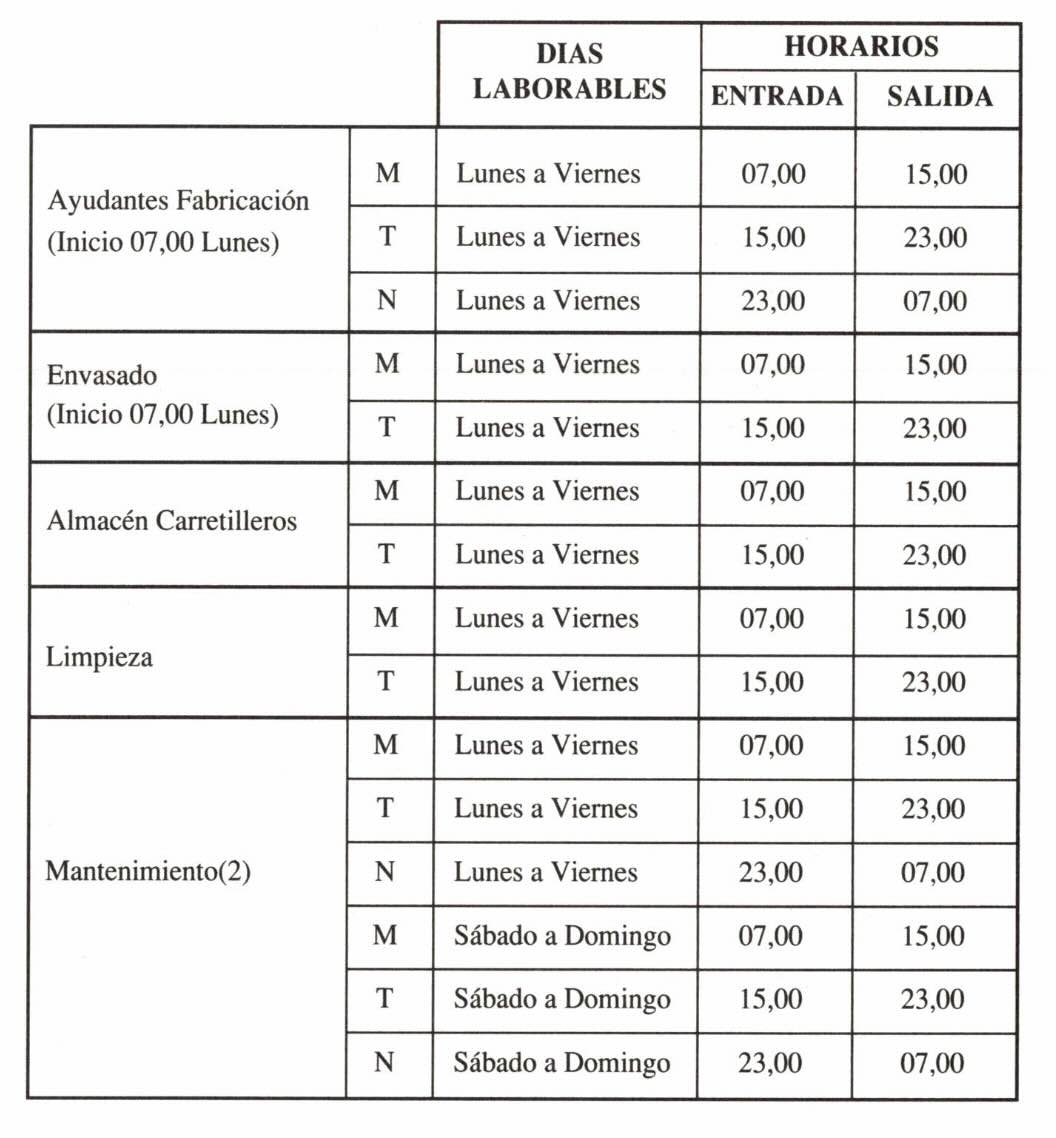 DIAS LABORABLES HORARIOS
ENTRADA SALIDA
Ayudantes Fabricación
(Inicio 07,00 Lunes)
M Lunes a Viernes 07,00 15,00
T Lunes a Viernes 15,00 23,00
N Lunes a Viernes 23,00 07,00
Envasado
(Inicio 07,00 Lunes)
M Lunes a Viernes 07,00 15,00
T Lunes a Viernes 15,00 23,00
Almacén Carretilleros
M Lunes a Viernes 07,00 15,00
T Lunes a Viernes 15,00 23,00
Limpieza
M Lunes a Viernes 07,00 15,00
T Lunes a Viernes 15,00 23,00
Mantenimiento(2)
M Lunes a Viernes 07,00 15,00
T Lunes a Viernes 15,00 23,00
N Lunes a Viernes 23,00 07,00
M Sábado a Domingo 07,00 15,00
T Sábado a Domingo 15,00 23,00
N Sábado a Domingo 23,00 07,00